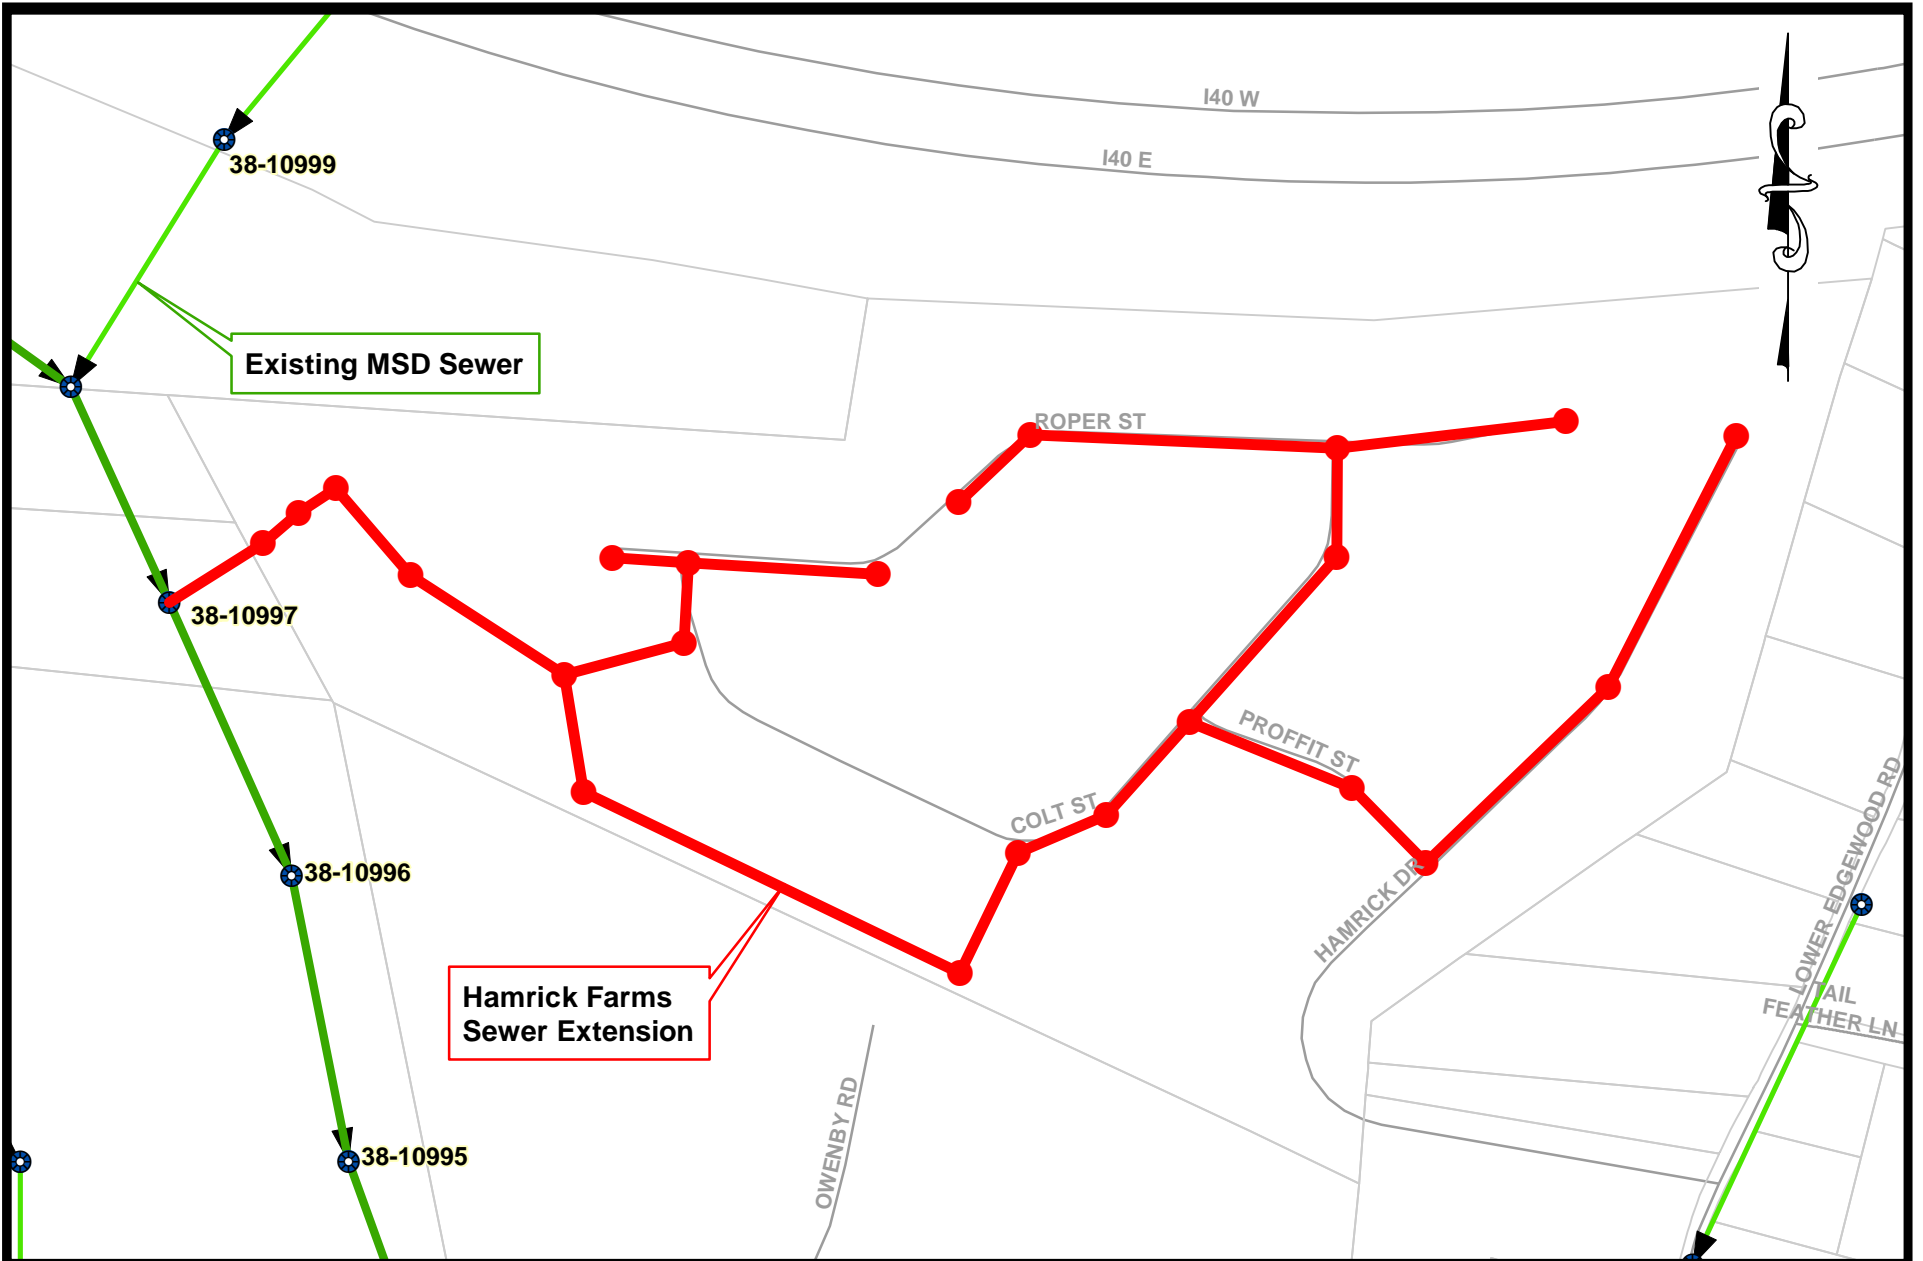 I40 W
I40 E
38-10999
Existing MSD Sewer
ROPER ST
38-10997
PROFFIT ST
COLT ST
38-10996
HAMRICK DR
LOWER EDGEWOOD RD
Hamrick Farms
Sewer Extension
TAIL
FEATHER LN
OWENBY RD
38-10995